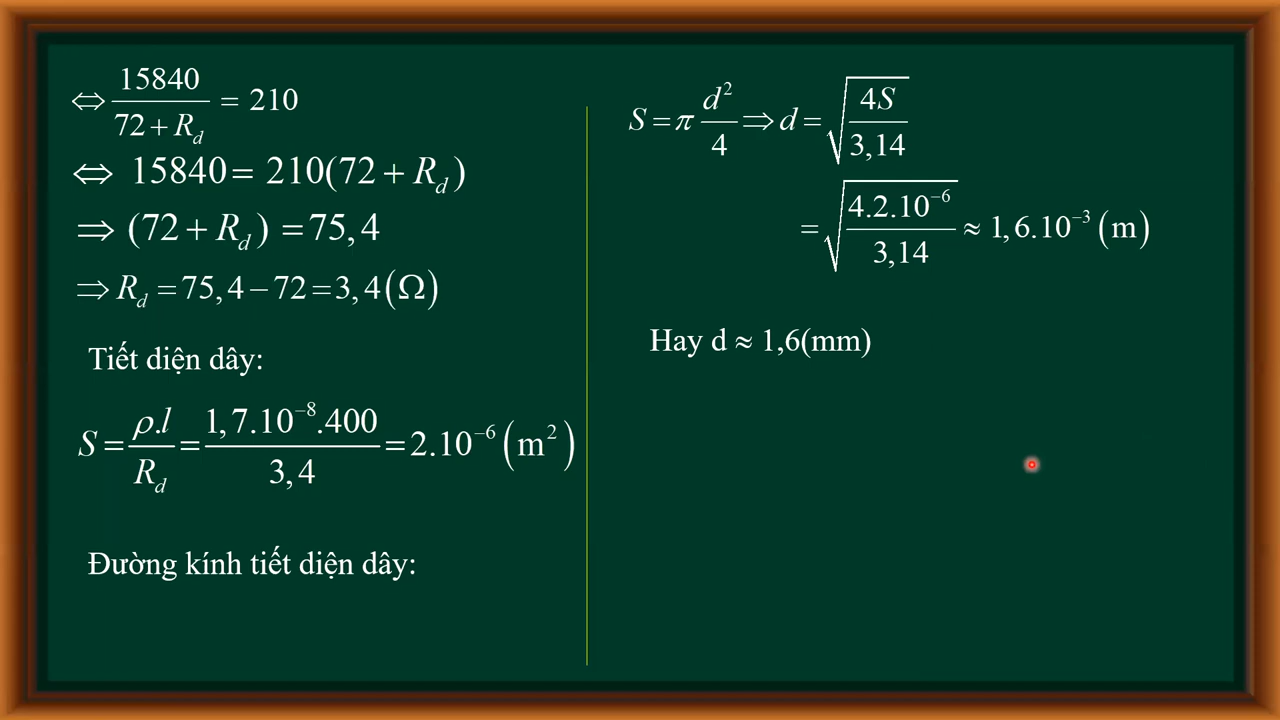 ⇔ 15840 / (72 + R_d) = 210
⇔ 15840 = 210(72 + R_d)
⇒ (72 + R_d) = 75,4
⇒ R_d = 75,4 − 72 = 3,4(Ω)
Tiết diện dây:
S = ρ.l / R_d = 1,7.10⁻⁸.400 / 3,4 = 2.10⁻⁶ (m²)
Đường kính tiết diện dây:
S = π d²/4 ⇒ d = √(4S / 3,14)
= √(4.2.10⁻⁶ / 3,14) ≈ 1,6.10⁻³ (m)
Hay d ≈ 1,6(mm)